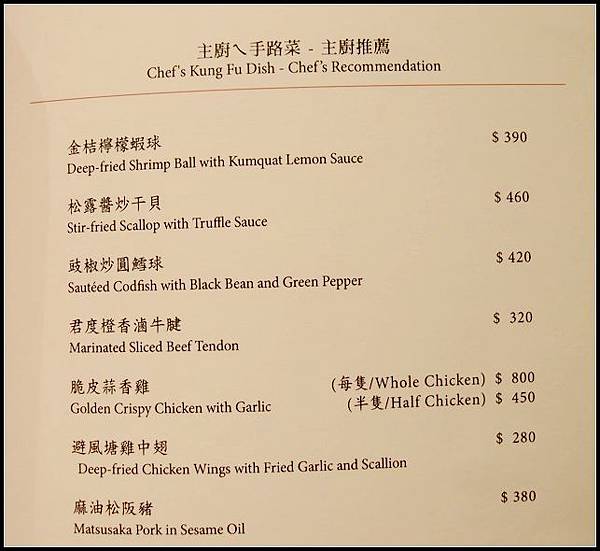 主廚ㄟ手路菜 - 主廚推薦
Chef's Kung Fu Dish - Chef's Recommendation
金桔檸檬蝦球 $ 390
Deep-fried Shrimp Ball with Kumquat Lemon Sauce
松露醬炒干貝 $ 460
Stir-fried Scallop with Truffle Sauce
豉椒炒圓鱈球 $ 420
Sautéed Codfish with Black Bean and Green Pepper
君度橙香滷牛腱 $ 320
Marinated Sliced Beef Tendon
脆皮蒜香雞 (每隻/Whole Chicken) $ 800
Golden Crispy Chicken with Garlic (半隻/Half Chicken) $ 450
避風塘雞中翅 $ 280
Deep-fried Chicken Wings with Fried Garlic and Scallion
麻油松阪豬 $ 380
Matsusaka Pork in Sesame Oil